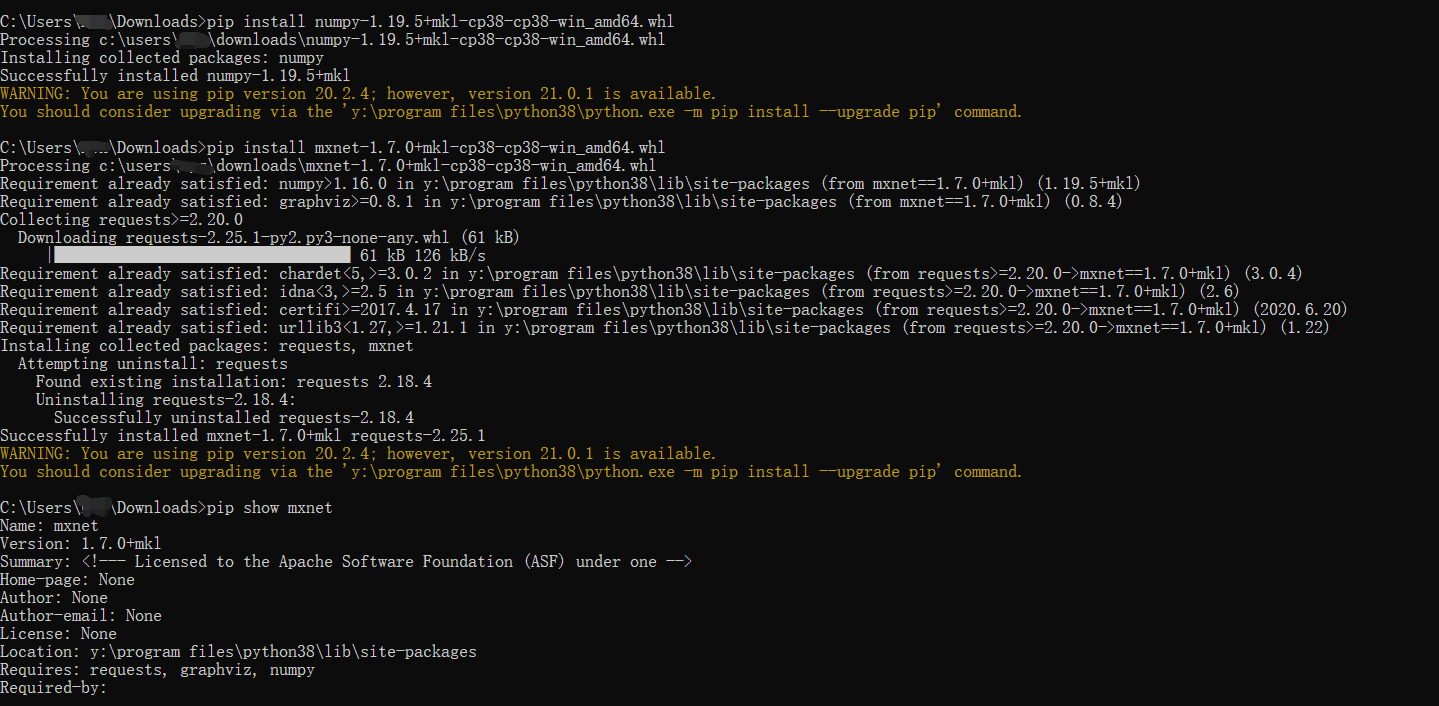 C:\Users\ \Downloads>pip install numpy-1.19.5+mkl-cp38-cp38-win_amd64.whl
Processing c:\users\ \downloads\numpy-1.19.5+mkl-cp38-cp38-win_amd64.whl
Installing collected packages: numpy
Successfully installed numpy-1.19.5+mkl
WARNING: You are using pip version 20.2.4; however, version 21.0.1 is available.
You should consider upgrading via the 'y:\program files\python38\python.exe -m pip install --upgrade pip' command.
C:\Users\ \Downloads>pip install mxnet-1.7.0+mkl-cp38-cp38-win_amd64.whl
Processing c:\users\ \downloads\mxnet-1.7.0+mkl-cp38-cp38-win_amd64.whl
Requirement already satisfied: numpy>1.16.0 in y:\program files\python38\lib\site-packages (from mxnet==1.7.0+mkl) (1.19.5+mkl)
Requirement already satisfied: graphviz>=0.8.1 in y:\program files\python38\lib\site-packages (from mxnet==1.7.0+mkl) (0.8.4)
Collecting requests>=2.20.0
  Downloading requests-2.25.1-py2.py3-none-any.whl (61 kB)
     | 61 kB 126 kB/s
Requirement already satisfied: chardet<5,>=3.0.2 in y:\program files\python38\lib\site-packages (from requests>=2.20.0->mxnet==1.7.0+mkl) (3.0.4)
Requirement already satisfied: idna<3,>=2.5 in y:\program files\python38\lib\site-packages (from requests>=2.20.0->mxnet==1.7.0+mkl) (2.6)
Requirement already satisfied: certifi>=2017.4.17 in y:\program files\python38\lib\site-packages (from requests>=2.20.0->mxnet==1.7.0+mkl) (2020.6.20)
Requirement already satisfied: urllib3<1.27,>=1.21.1 in y:\program files\python38\lib\site-packages (from requests>=2.20.0->mxnet==1.7.0+mkl) (1.22)
Installing collected packages: requests, mxnet
  Attempting uninstall: requests
    Found existing installation: requests 2.18.4
    Uninstalling requests-2.18.4:
      Successfully uninstalled requests-2.18.4
Successfully installed mxnet-1.7.0+mkl requests-2.25.1
WARNING: You are using pip version 20.2.4; however, version 21.0.1 is available.
You should consider upgrading via the 'y:\program files\python38\python.exe -m pip install --upgrade pip' command.
C:\Users\ \Downloads>pip show mxnet
Name: mxnet
Version: 1.7.0+mkl
Summary: <!--- Licensed to the Apache Software Foundation (ASF) under one -->
Home-page: None
Author: None
Author-email: None
License: None
Location: y:\program files\python38\lib\site-packages
Requires: requests, graphviz, numpy
Required-by: